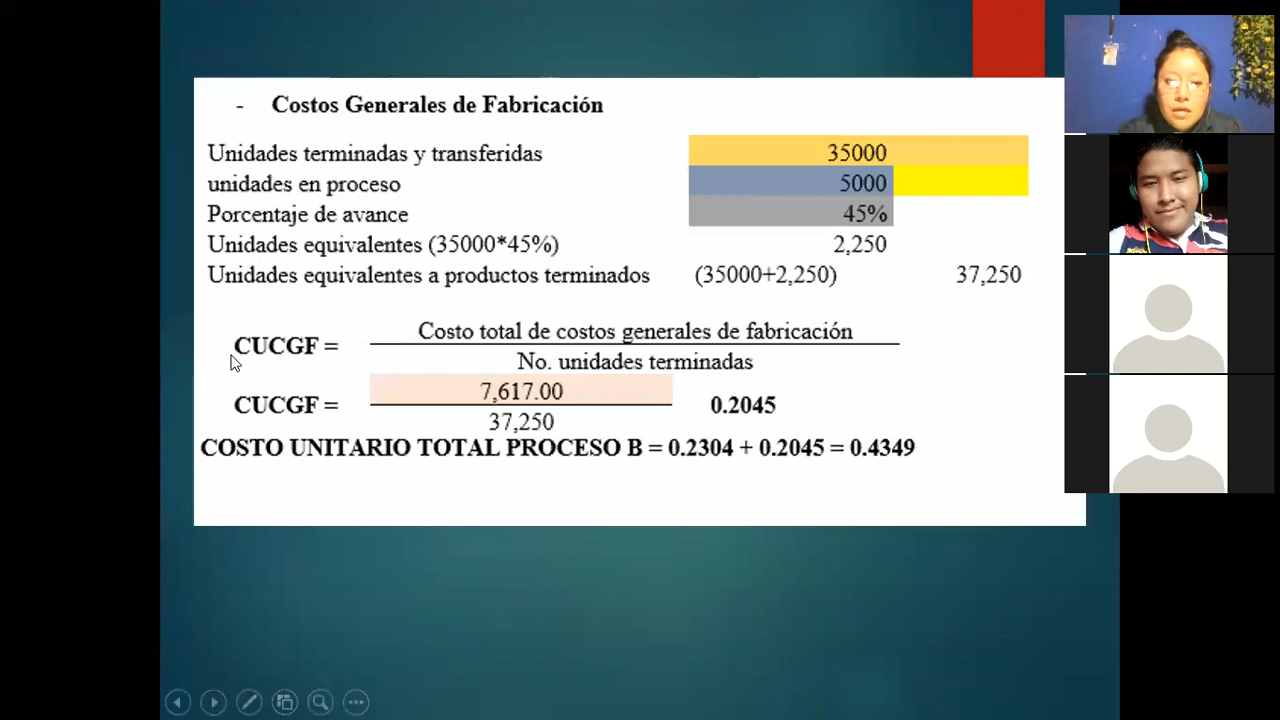 - Costos Generales de Fabricación
Unidades terminadas y transferidas 35000
unidades en proceso 5000
Porcentaje de avance 45%
Unidades equivalentes (35000*45%) 2,250
Unidades equivalentes a productos terminados (35000+2,250) 37,250
Costo total de costos generales de fabricación
CUCGF =
No. unidades terminadas
7,617.00
CUCGF = 0.2045
37,250
COSTO UNITARIO TOTAL PROCESO B = 0.2304 + 0.2045 = 0.4349